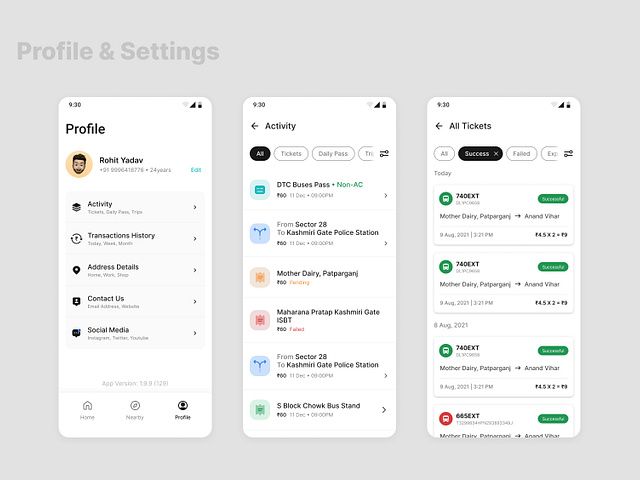 Profile & Settings
9:30
Profile
Rohit Yadav
+91 9996418776 • 24years
Edit
Activity
Tickets, Daily Pass, Trips
Transactions History
Today, Week, Month
Address Details
Home, Work, Shop
Contact Us
Email Address, Website
Social Media
Instagram, Twitter, Youtube
App Version: 1.9.9 (129)
Home
Nearby
Profile
9:30
Activity
All
Tickets
Daily Pass
DTC Buses Pass • Non-AC
₹60 11 Dec • 09:00PM
From Sector 28
To Kashmiri Gate Police Station
₹60 11 Dec • 09:00PM
Mother Dairy, Patparganj
₹60 Pending
Maharana Pratap Kashmiri Gate
ISBT
₹60 Failed
From Sector 28
To Kashmiri Gate Police Station
₹60 11 Dec • 09:00PM
S Block Chowk Bus Stand
₹60 11 Dec • 09:00PM
9:30
All Tickets
All
Success
Failed
Exp
Today
740EXT
Successful
Mother Dairy, Patparganj → Anand Vihar
9 Aug, 2021 | 3:21 PM
₹4.5 X 2 = ₹9
740EXT
Successful
Mother Dairy, Patparganj → Anand Vihar
9 Aug, 2021 | 3:21 PM
₹4.5 X 2 = ₹9
8 Aug, 2021
740EXT
Successful
Mother Dairy, Patparganj → Anand Vihar
9 Aug, 2021 | 3:21 PM
₹4.5 X 2 = ₹9
665EXT
Successful
Mother Dairy, Patparganj → Anand Vihar